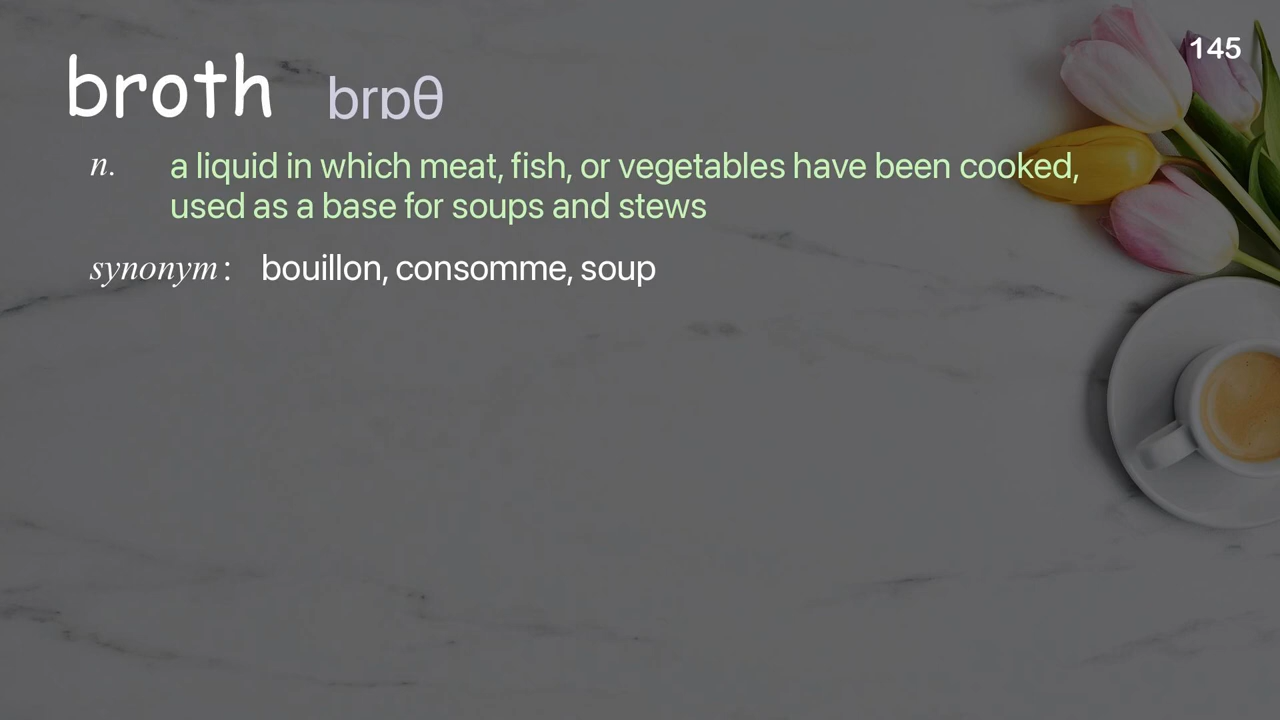 145
broth brɒθ
n. a liquid in which meat, fish, or vegetables have been cooked,
used as a base for soups and stews
synonym: bouillon, consomme, soup